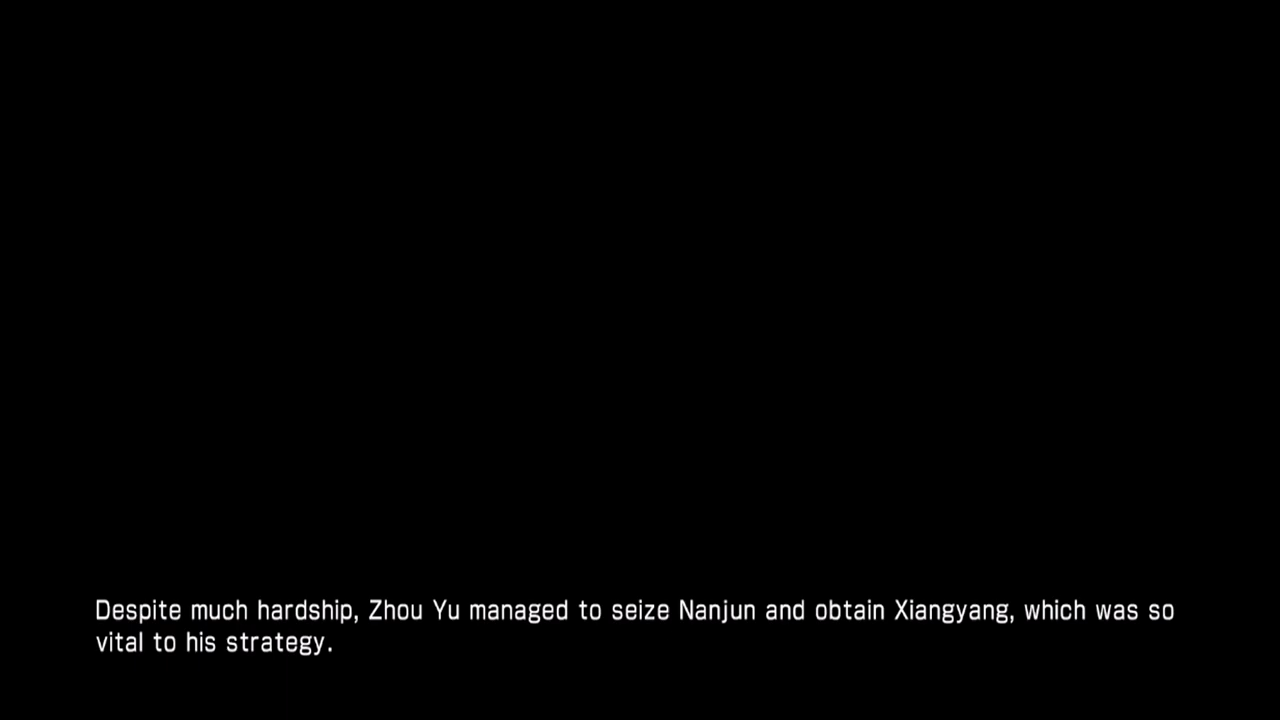 Despite much hardship, Zhou Yu managed to seize Nanjun and obtain Xiangyang, which was so
vital to his strategy.